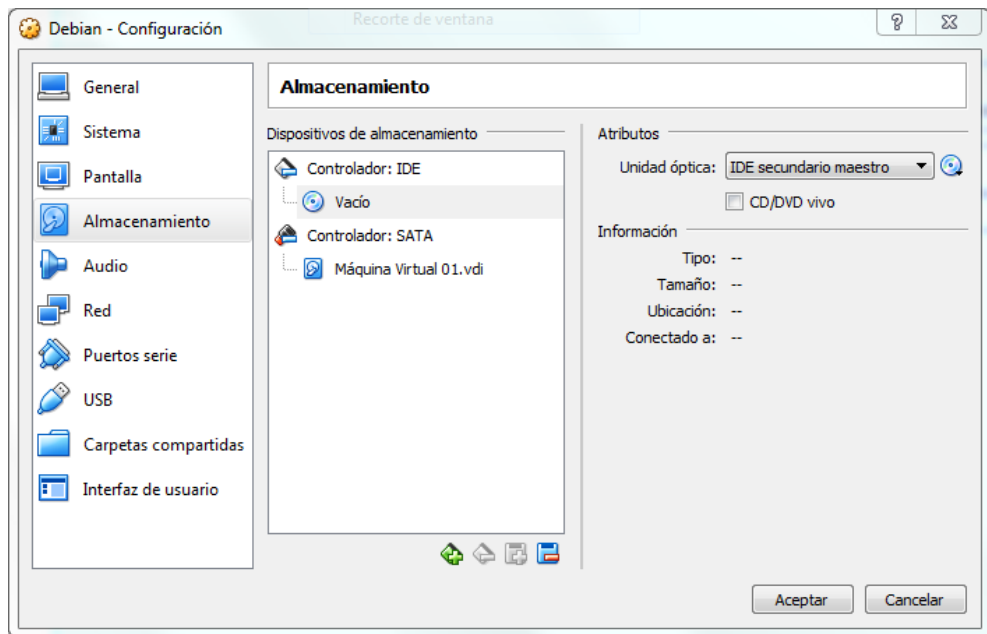 Recorte de ventana
Debian - Configuración
General
Sistema
Pantalla
Almacenamiento
Audio
Red
Puertos serie
USB
Carpetas compartidas
Interfaz de usuario
Almacenamiento
Dispositivos de almacenamiento
Controlador: IDE
Vacío
Controlador: SATA
Máquina Virtual 01.vdi
Atributos
Unidad óptica: IDE secundario maestro
CD/DVD vivo
Información
Tipo: --
Tamaño: --
Ubicación: --
Conectado a: --
Aceptar Cancelar